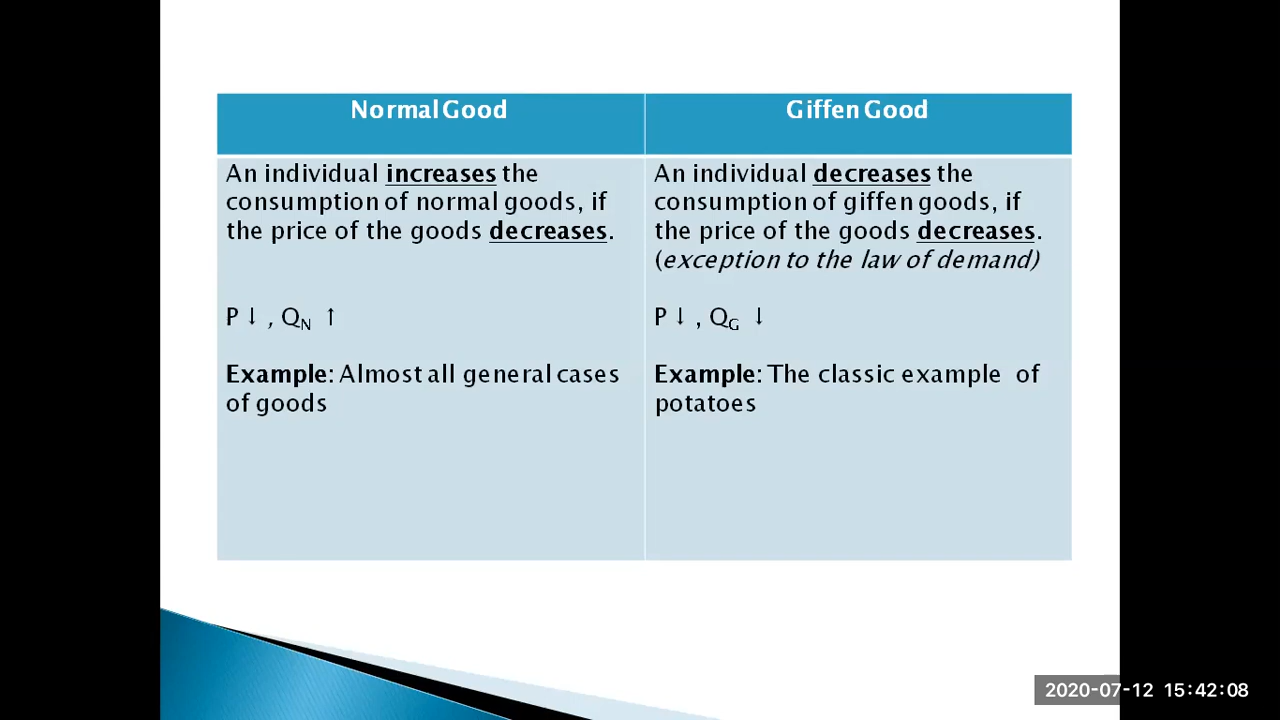 Normal Good
An individual increases the
consumption of normal goods, if
the price of the goods decreases.
P↓, QN ↑
Example: Almost all general cases
of goods
Giffen Good
An individual decreases the
consumption of giffen goods, if
the price of the goods decreases.
(exception to the law of demand)
P↓, QG ↓
Example: The classic example of
potatoes
2020-07-12 15:42:08